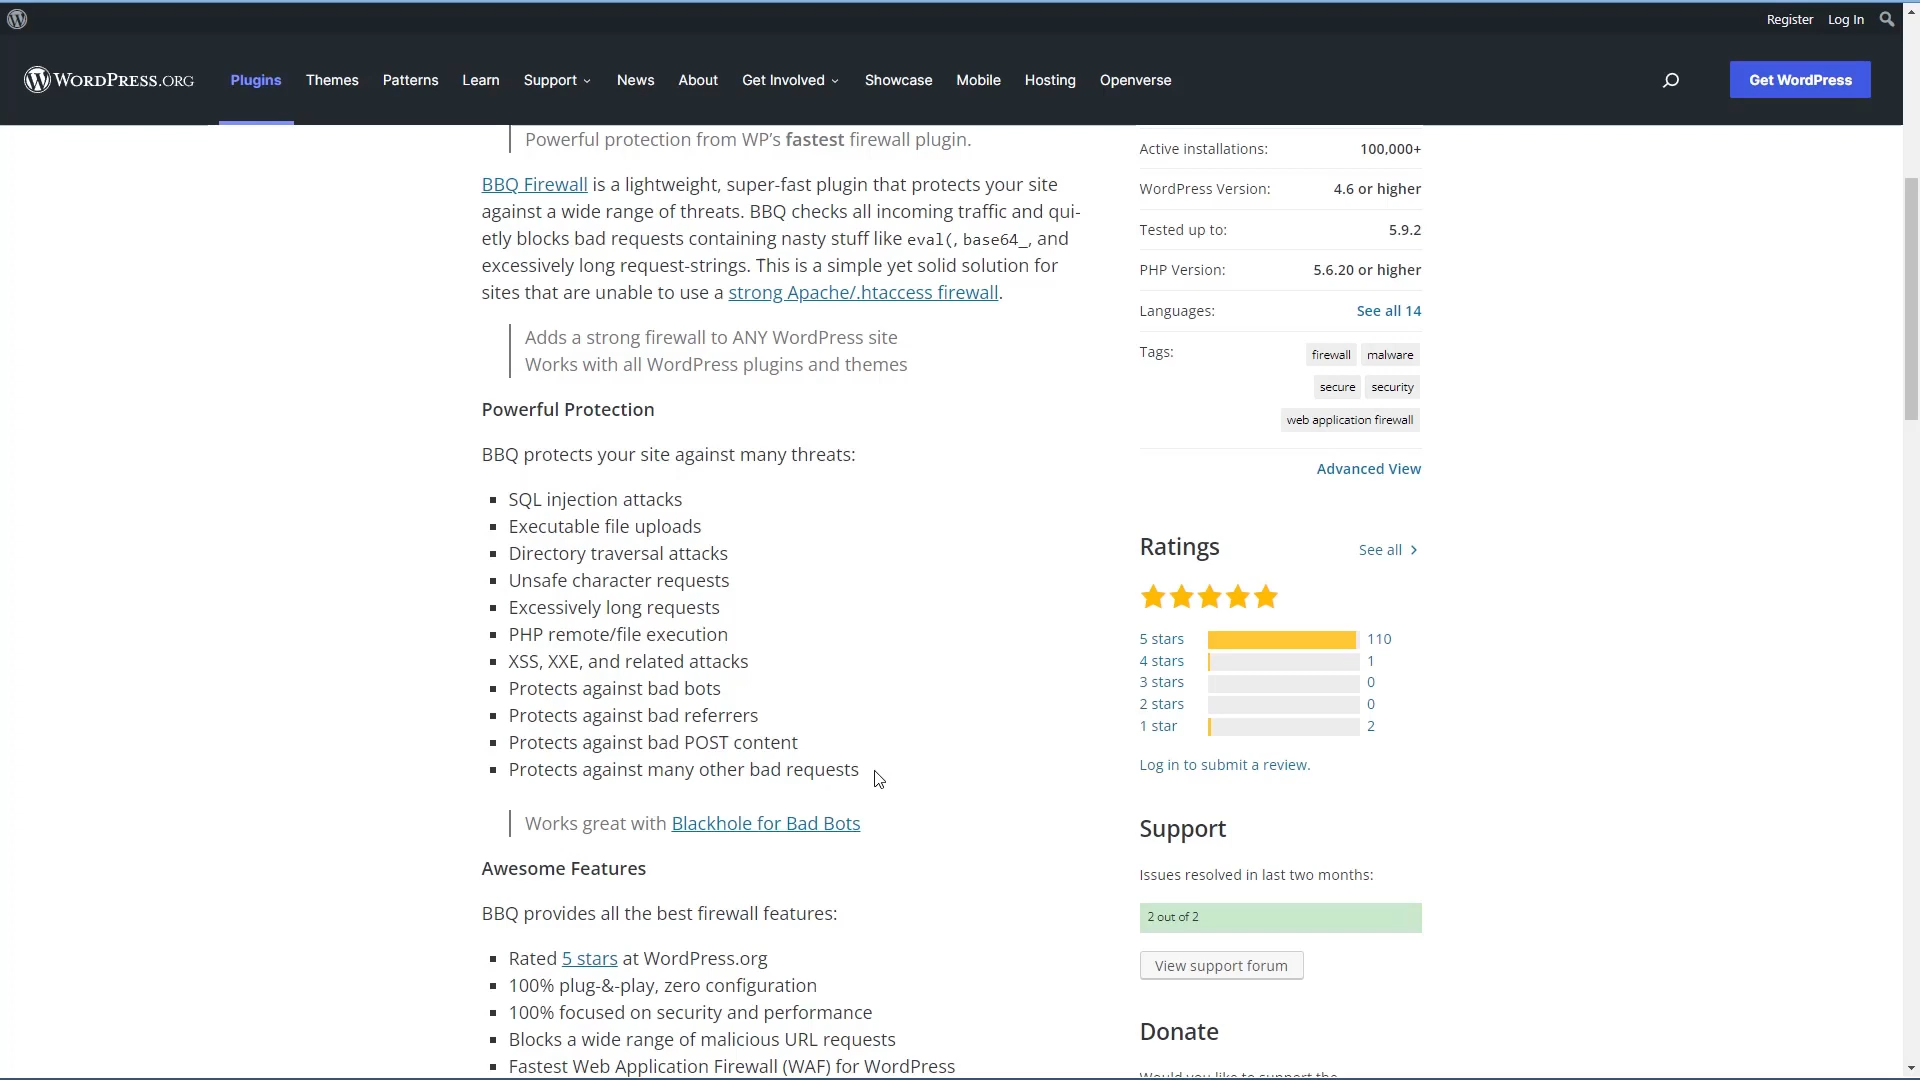 Register Log In
WORDPRESS.ORG Plugins Themes Patterns Learn Support News About Get Involved Showcase Mobile Hosting Openverse Get WordPress
Powerful protection from WP’s fastest firewall plugin.
BBQ Firewall is a lightweight, super-fast plugin that protects your site
against a wide range of threats. BBQ checks all incoming traffic and qui-
etly blocks bad requests containing nasty stuff like eval(, base64_, and
excessively long request-strings. This is a simple yet solid solution for
sites that are unable to use a strong Apache/.htaccess firewall.
Adds a strong firewall to ANY WordPress site
Works with all WordPress plugins and themes
Powerful Protection
BBQ protects your site against many threats:
SQL injection attacks
Executable file uploads
Directory traversal attacks
Unsafe character requests
Excessively long requests
PHP remote/file execution
XSS, XXE, and related attacks
Protects against bad bots
Protects against bad referrers
Protects against bad POST content
Protects against many other bad requests
Works great with Blackhole for Bad Bots
Awesome Features
BBQ provides all the best firewall features:
Rated 5 stars at WordPress.org
100% plug-&-play, zero configuration
100% focused on security and performance
Blocks a wide range of malicious URL requests
Fastest Web Application Firewall (WAF) for WordPress
Active installations: 100,000+
WordPress Version: 4.6 or higher
Tested up to: 5.9.2
PHP Version: 5.6.20 or higher
Languages: See all 14
Tags: firewall malware
secure security
web application firewall
Advanced View
Ratings See all
5 stars 110
4 stars 1
3 stars 0
2 stars 0
1 star 2
Log in to submit a review.
Support
Issues resolved in last two months:
2 out of 2
View support forum
Donate
Would you like to support the